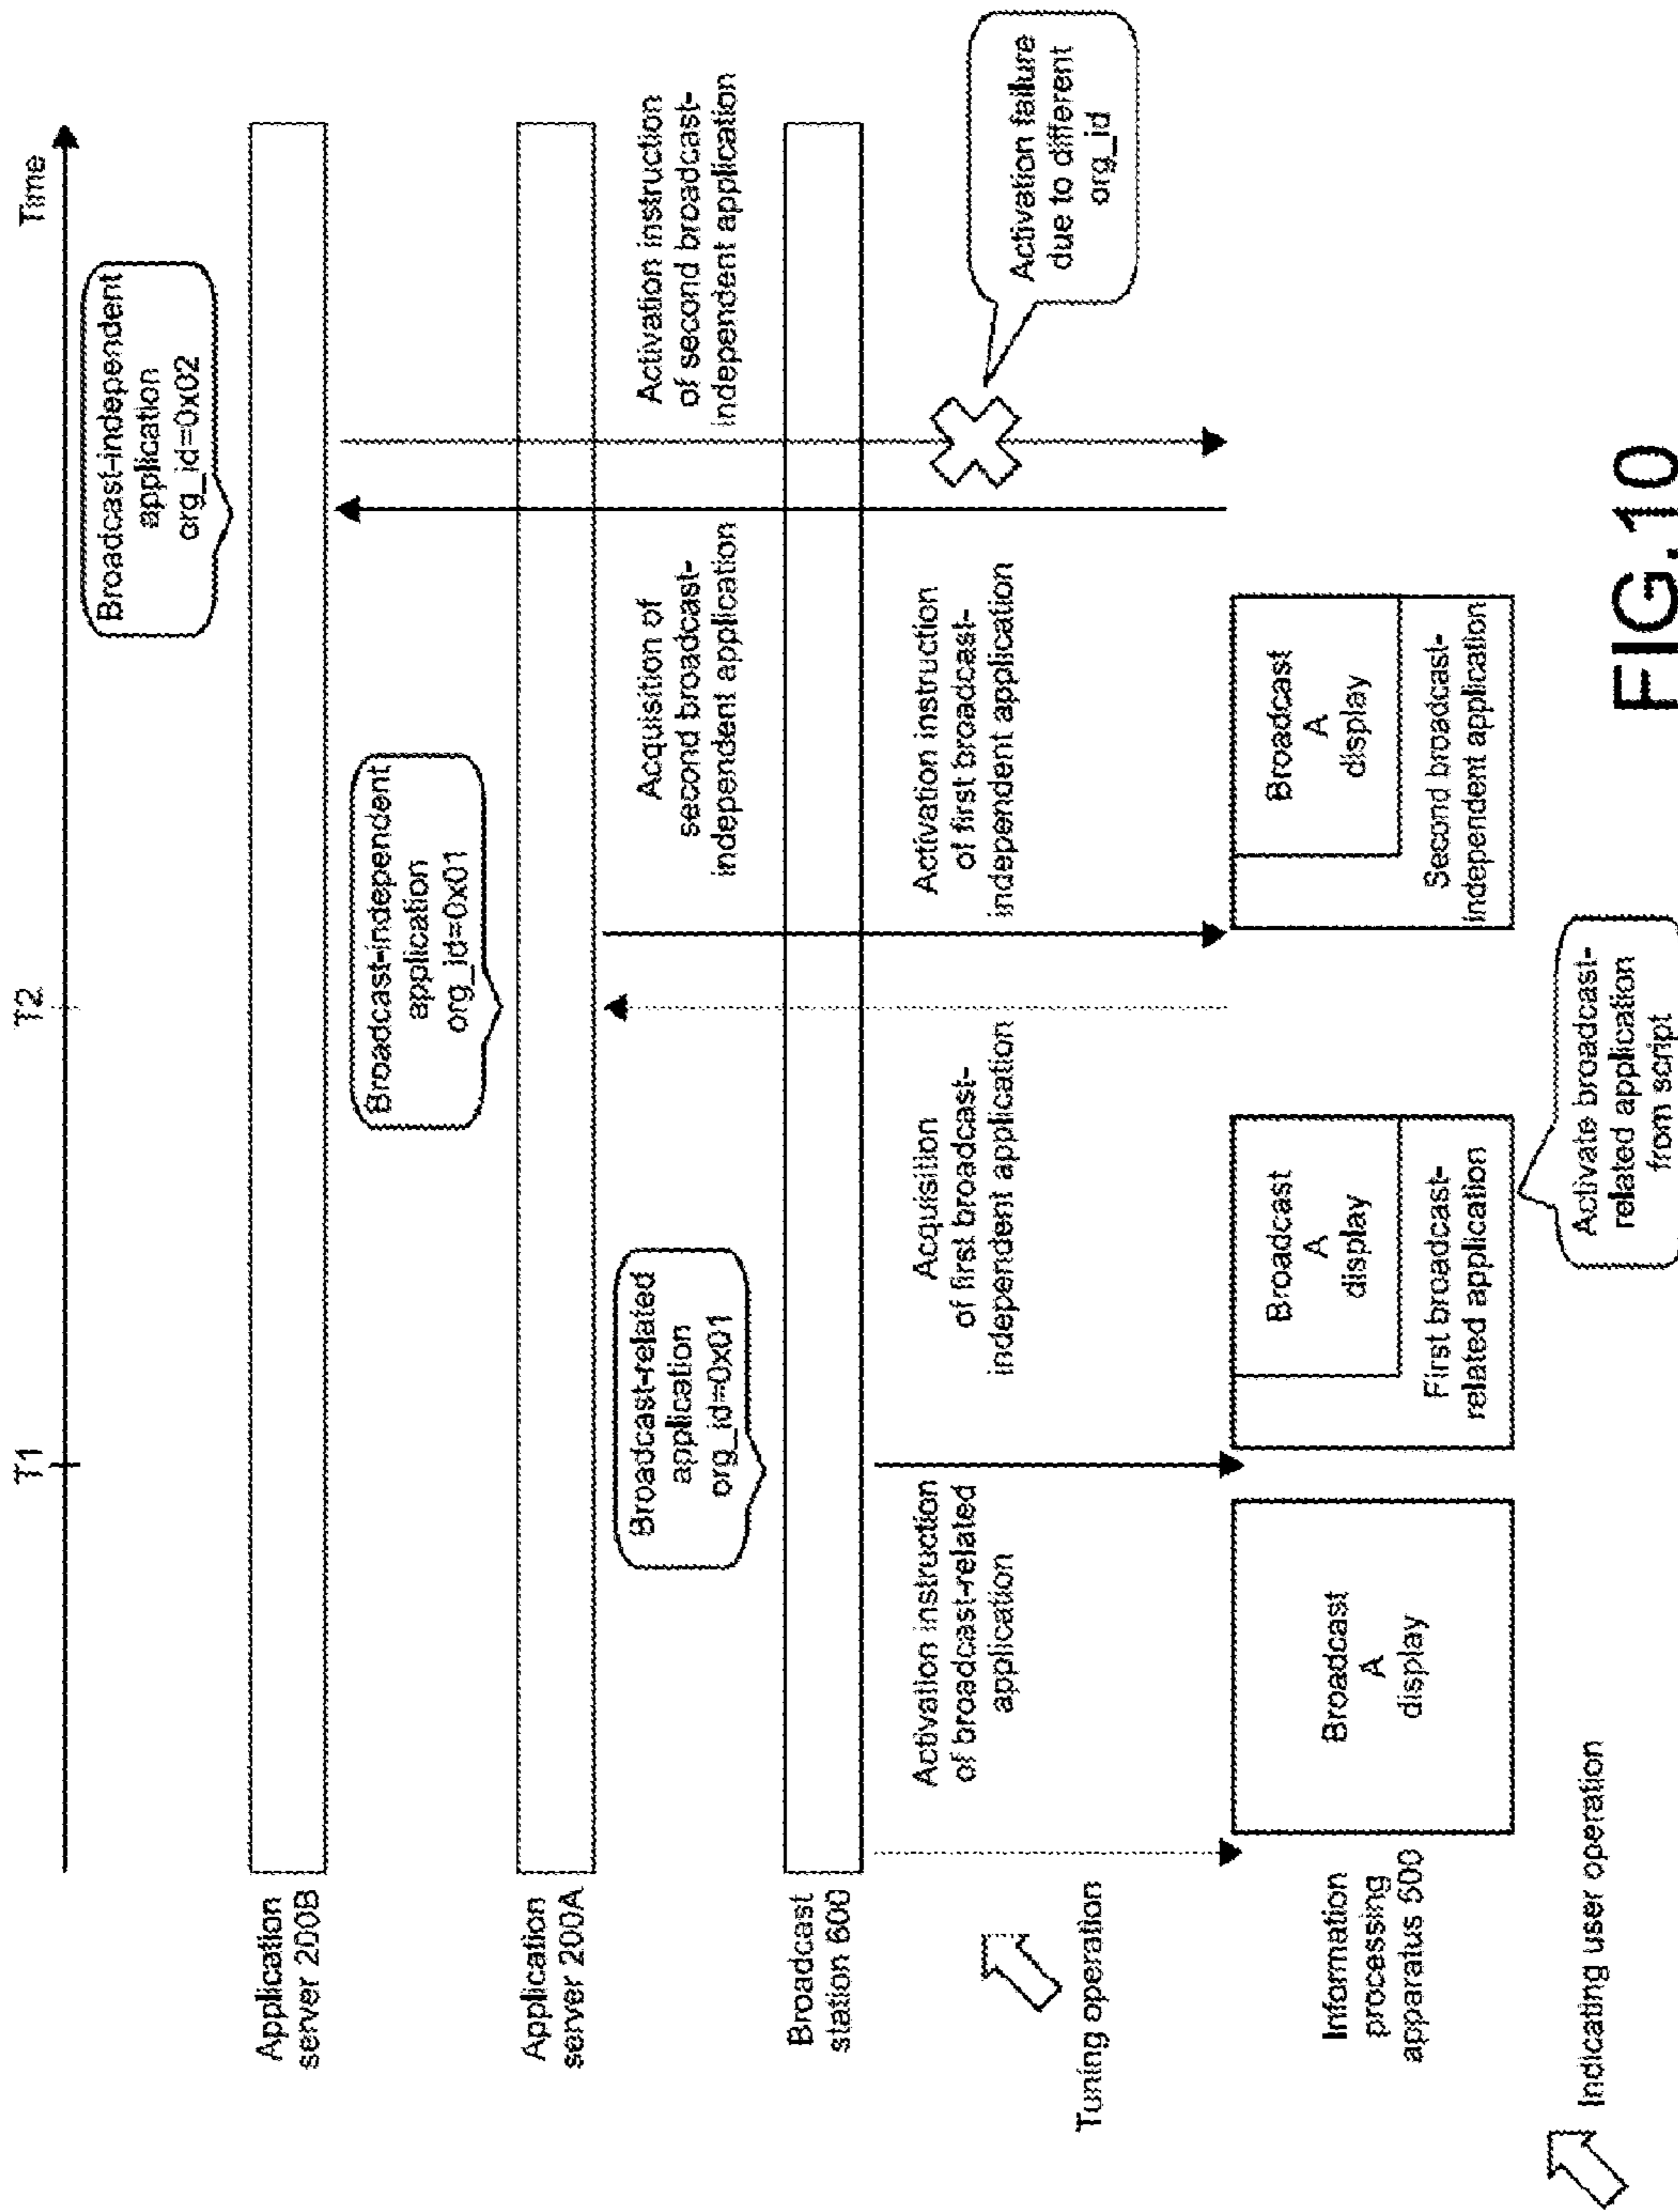 T1
T2
Time
Broadcast-independent
application
org_id=0x02
Application
server 200B
Broadcast-independent
application
org_id=0x01
Application
server 200A
Broadcast-related
application
org_id=0x01
Acquisition of
second broadcast-
independent application
Activation instruction
of second broadcast-
independent application
Broadcast
station 600
Tuning operation
Activation instruction
of broadcast-related
application
Acquisition
of first broadcast-
independent application
Activation instruction
of first broadcast-
independent application
Activation failure
due to different
org_id
Information
processing
apparatus 500
Broadcast
A
display
Broadcast
A
display
First broadcast-
related application
Broadcast
A
display
Second broadcast-
independent application
Activate broadcast-
related application
from script
Indicating user operation
FIG.10